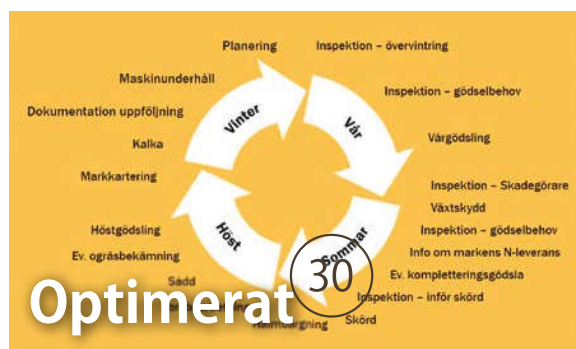 Planering
Inspektion – övervintring
Maskinunderhåll
Inspektion – gödselbehov
Dokumentation uppföljning
Vinter
Vår
Kalka
Vårgödsling
Markkartering
Inspektion – Skadegörare
Växtskydd
Höstgödsling
Höst
Sommar
Inspektion – gödselbehov
Ev. ogräsbekämning
Info om markens N-leverans
Sådd
30
Ev. kompletteringsgödsla
Optimerat
Inspektion – inför skörd
Skörd